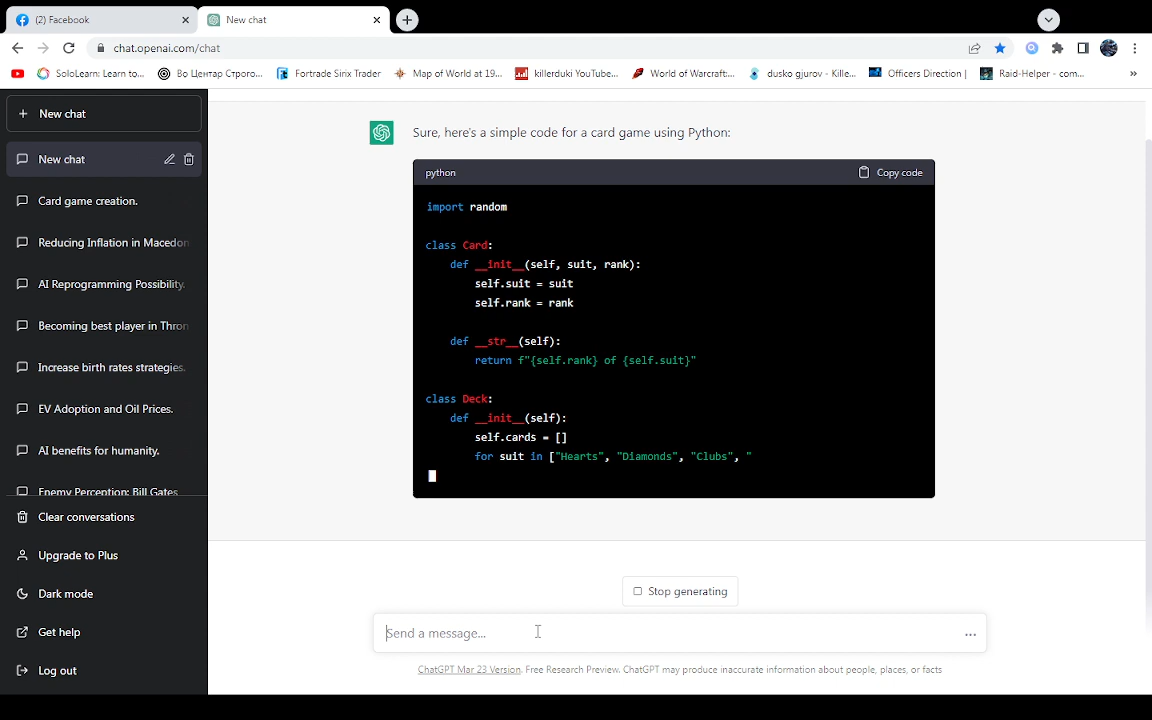 (2) Facebook
New chat
chat.openai.com/chat
SoloLearn: Learn to...
Во Центар Строго...
Fortrade Sirix Trader
Map of World at 19...
killerduki YouTube...
World of Warcraft:...
dusko gjurov - Kille...
Officers Direction |
Raid-Helper - com...
»
+ New chat
New chat
Card game creation.
Reducing Inflation in Macedon
AI Reprogramming Possibility.
Becoming best player in Thron
Increase birth rates strategies.
EV Adoption and Oil Prices.
AI benefits for humanity.
Enemy Perception: Bill Gates
Clear conversations
Upgrade to Plus
Dark mode
Get help
Log out
Sure, here's a simple code for a card game using Python:
python
Copy code
import random
class Card:
def __init__(self, suit, rank):
self.suit = suit
self.rank = rank
def __str__(self):
return f"{self.rank} of {self.suit}"
class Deck:
def __init__(self):
self.cards = []
for suit in ["Hearts", "Diamonds", "Clubs", "
Stop generating
Send a message...
ChatGPT Mar 23 Version. Free Research Preview. ChatGPT may produce inaccurate information about people, places, or facts